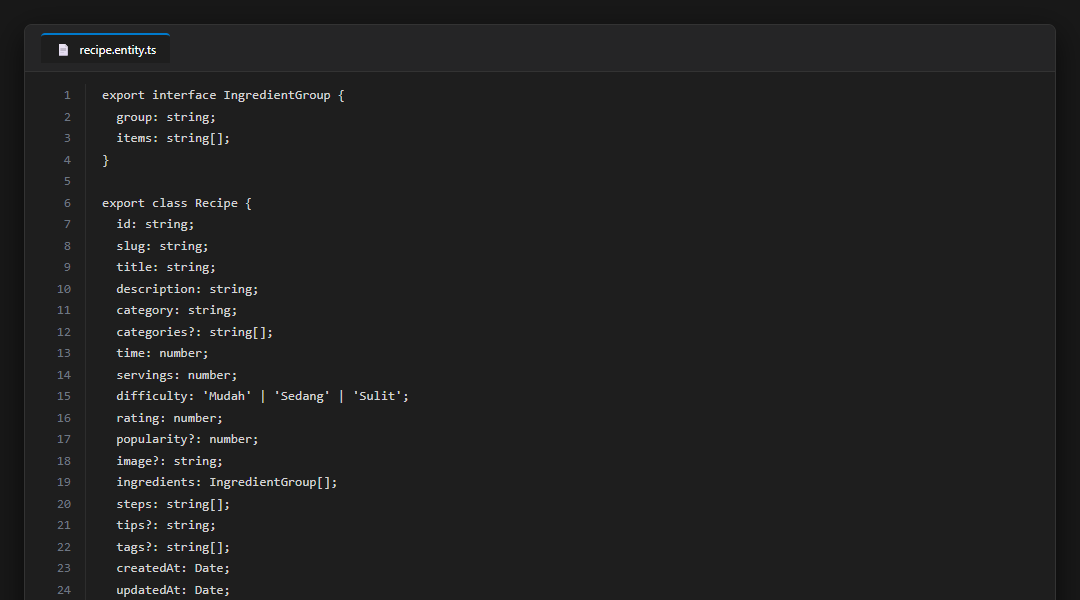 recipe.entity.ts
1 export interface IngredientGroup {
2 group: string;
3 items: string[];
4 }
5
6 export class Recipe {
7 id: string;
8 slug: string;
9 title: string;
10 description: string;
11 category: string;
12 categories?: string[];
13 time: number;
14 servings: number;
15 difficulty: 'Mudah' | 'Sedang' | 'Sulit';
16 rating: number;
17 popularity?: number;
18 image?: string;
19 ingredients: IngredientGroup[];
20 steps: string[];
21 tips?: string;
22 tags?: string[];
23 createdAt: Date;
24 updatedAt: Date;